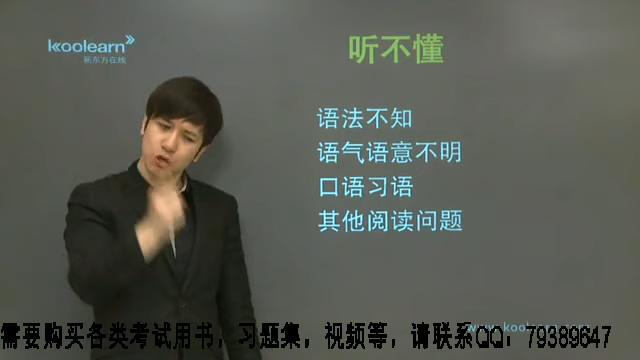 koolearn
新东方在线
听不懂
语法不知
语气语意不明
口语习语
其他阅读问题
www.koolearn
需要购买各类考试用书，习题集，视频等，请联系QQ：79389647